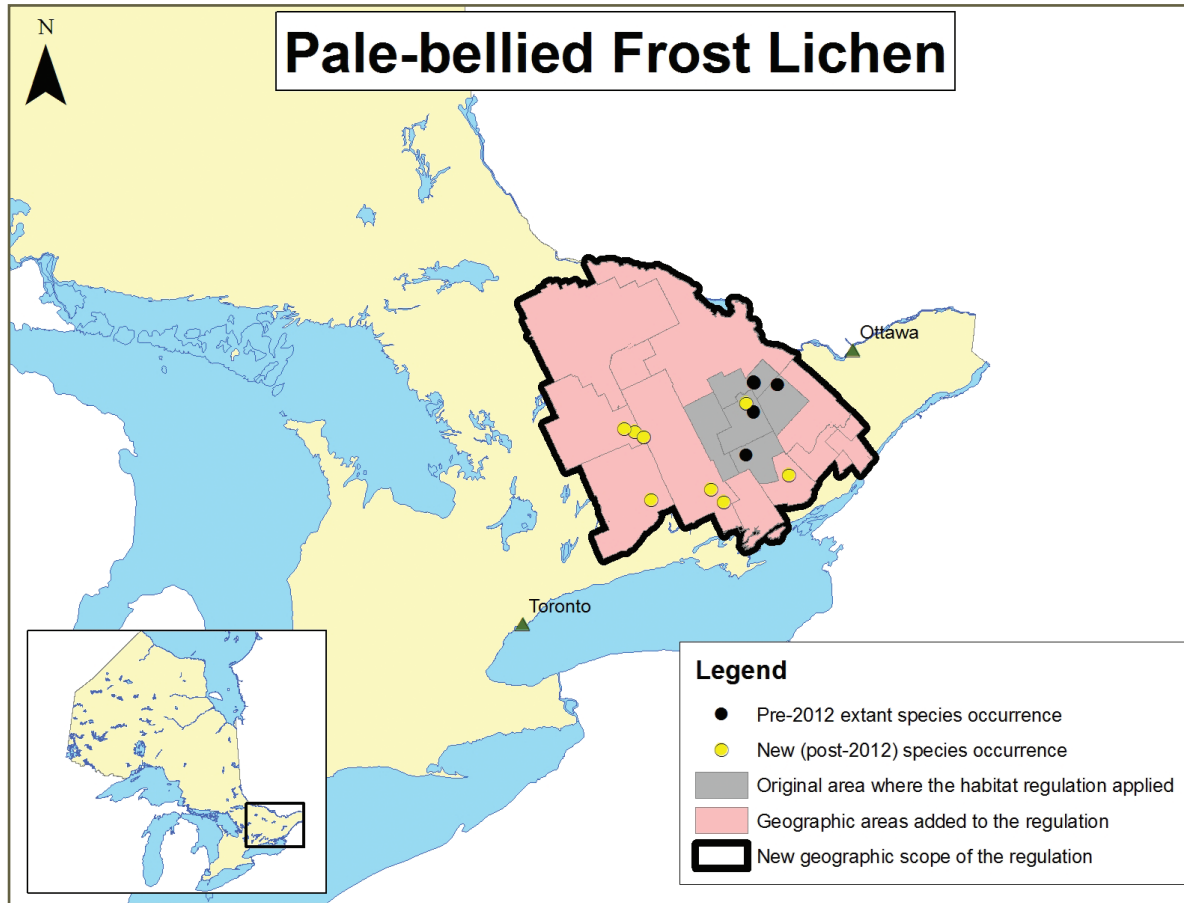 N
Pale-bellied Frost Lichen
Ottawa
Toronto
Legend
Pre-2012 extant species occurrence
New (post-2012) species occurrence
Original area where the habitat regulation applied
Geographic areas added to the regulation
New geographic scope of the regulation